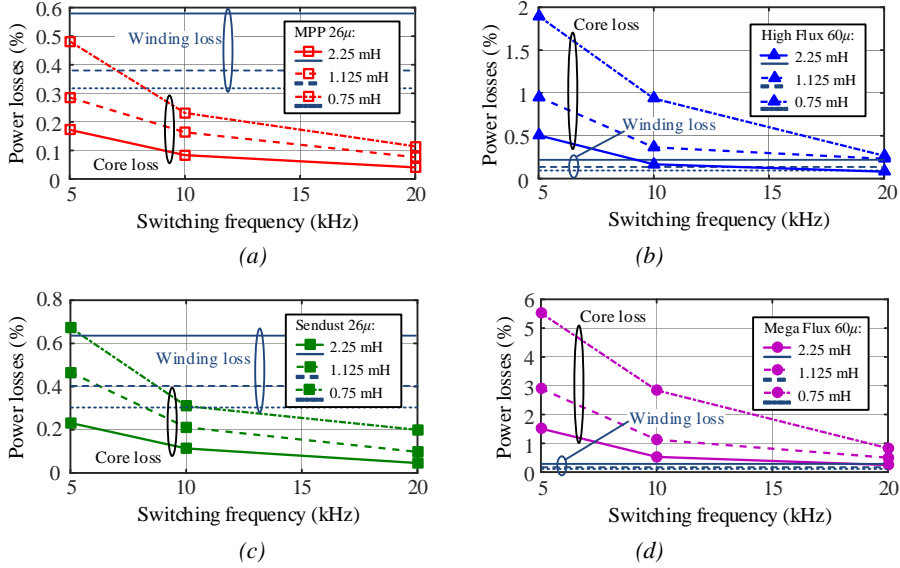 0.6
0.5
0.4
0.3
0.2
0.1
0
Power losses (%)
Winding loss
Core loss
MPP 26μ:
2.25 mH
1.125 mH
0.75 mH
5
10
15
20
Switching frequency (kHz)
(a)
2
1.5
1
0.5
0
Power losses (%)
Core loss
Winding loss
High Flux 60μ:
2.25 mH
1.125 mH
0.75 mH
5
10
15
20
Switching frequency (kHz)
(b)
0.8
0.6
0.4
0.2
0
Power losses (%)
Winding loss
Core loss
Sendust 26μ:
2.25 mH
1.125 mH
0.75 mH
5
10
15
20
Switching frequency (kHz)
(c)
6
5
4
3
2
1
0
Power losses (%)
Core loss
Winding loss
Mega Flux 60μ:
2.25 mH
1.125 mH
0.75 mH
5
10
15
20
Switching frequency (kHz)
(d)